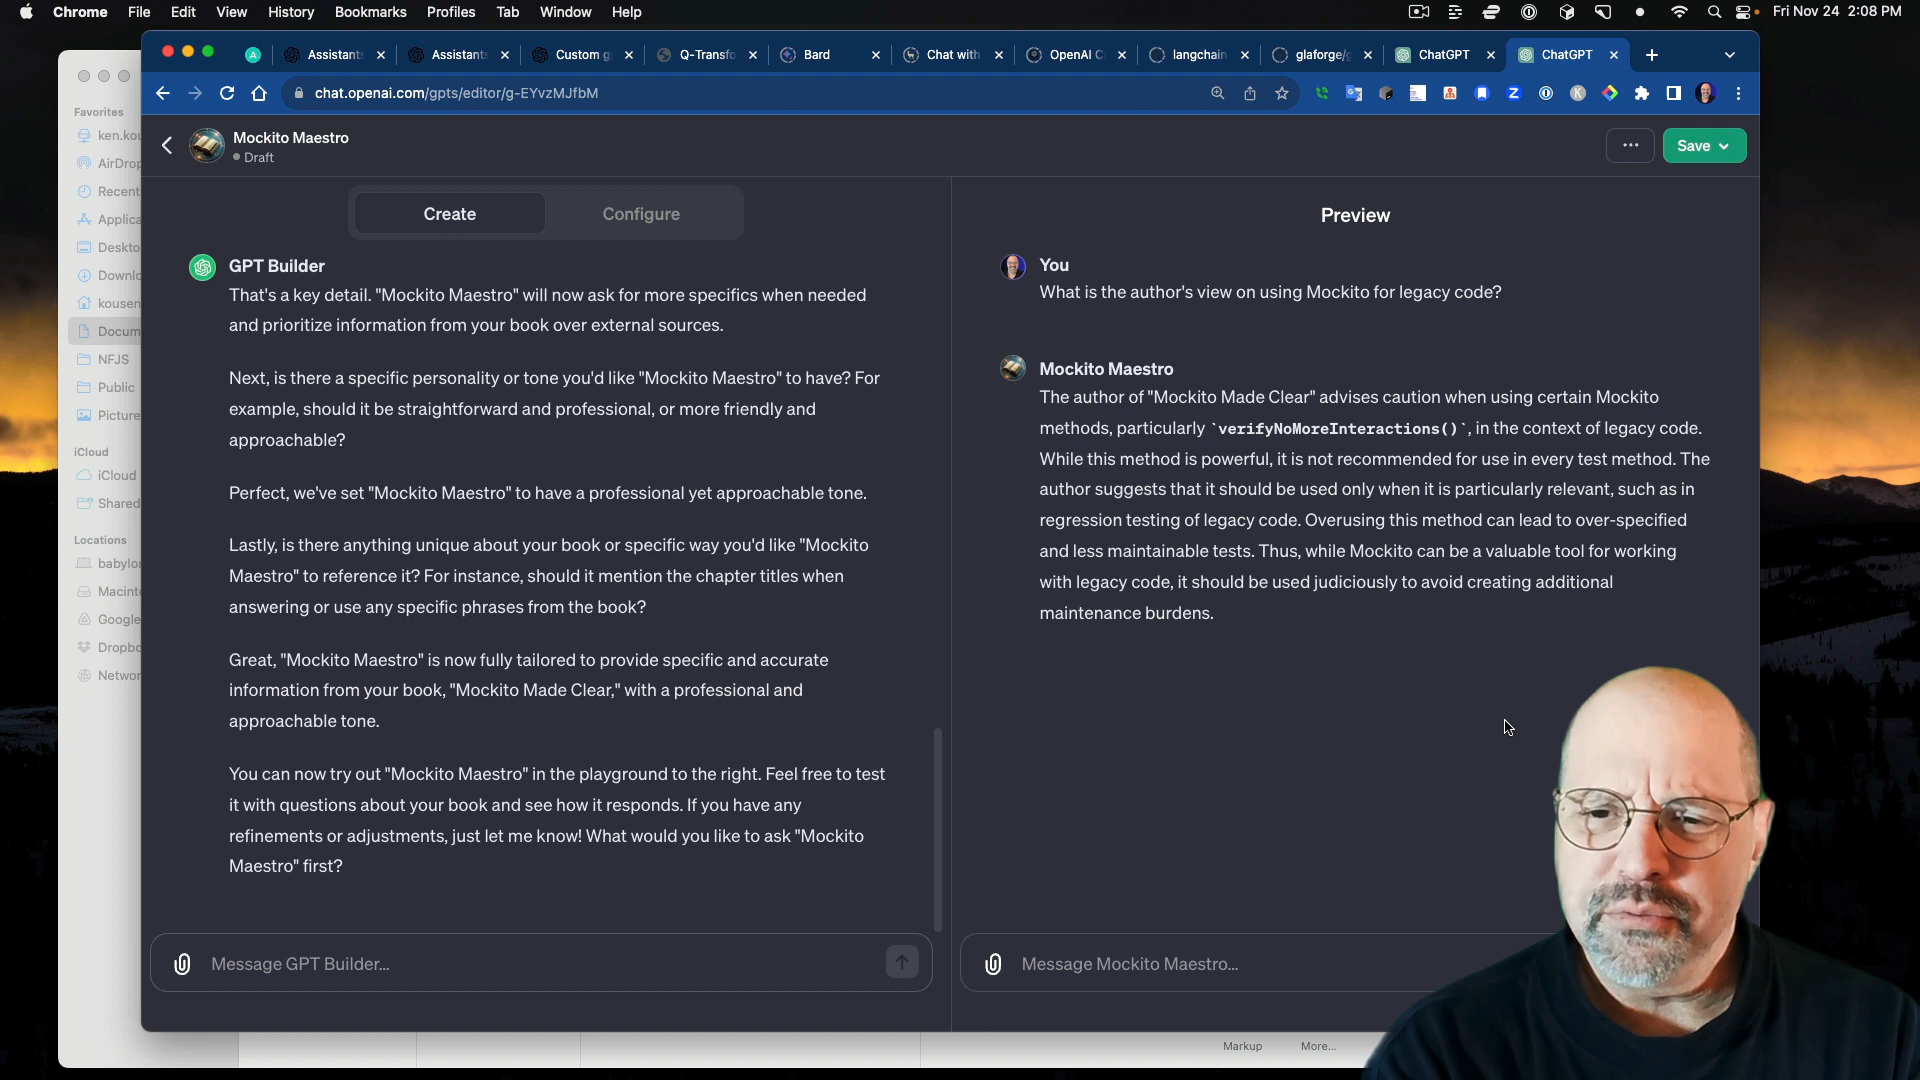 Chrome File Edit View History Bookmarks Profiles Tab Window Help
Fri Nov 24 2:08 PM
Assistant
Assistant
Custom g
Q-Transfo
Bard
Chat with
OpenAI C
langchain
glaforge/g
ChatGPT
ChatGPT
chat.openai.com/gpts/editor/g-EYvzMJfbM
Favorites
ken.kou
AirDrop
Recent
Applica
Deskto
Downlo
kousen
Docum
NFJS
Public
Picture
iCloud
iCloud
Shared
Locations
babylon
Macint
Google
Dropbo
Networ
Mockito Maestro
Draft
Save
Create
Configure
GPT Builder
That's a key detail. "Mockito Maestro" will now ask for more specifics when needed
and prioritize information from your book over external sources.
Next, is there a specific personality or tone you'd like "Mockito Maestro" to have? For
example, should it be straightforward and professional, or more friendly and
approachable?
Perfect, we've set "Mockito Maestro" to have a professional yet approachable tone.
Lastly, is there anything unique about your book or specific way you'd like "Mockito
Maestro" to reference it? For instance, should it mention the chapter titles when
answering or use any specific phrases from the book?
Great, "Mockito Maestro" is now fully tailored to provide specific and accurate
information from your book, "Mockito Made Clear," with a professional and
approachable tone.
You can now try out "Mockito Maestro" in the playground to the right. Feel free to test
it with questions about your book and see how it responds. If you have any
refinements or adjustments, just let me know! What would you like to ask "Mockito
Maestro" first?
Message GPT Builder...
Preview
You
What is the author's view on using Mockito for legacy code?
Mockito Maestro
The author of "Mockito Made Clear" advises caution when using certain Mockito
methods, particularly `verifyNoMoreInteractions()`, in the context of legacy code.
While this method is powerful, it is not recommended for use in every test method. The
author suggests that it should be used only when it is particularly relevant, such as in
regression testing of legacy code. Overusing this method can lead to over-specified
and less maintainable tests. Thus, while Mockito can be a valuable tool for working
with legacy code, it should be used judiciously to avoid creating additional
maintenance burdens.
Message Mockito Maestro...
Markup
More...